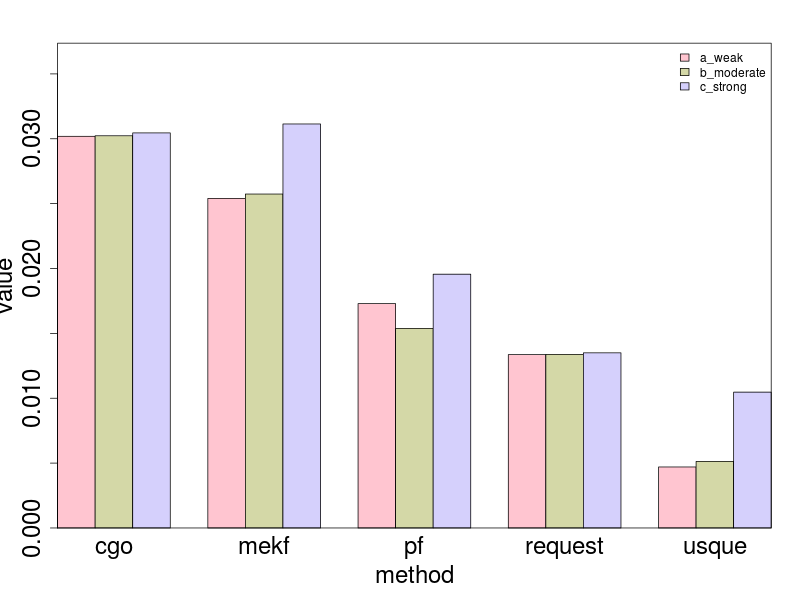 a_weak
b_moderate
c_strong
value
0.030
0.020
0.010
0.000
cgo mekf pf request usque
method